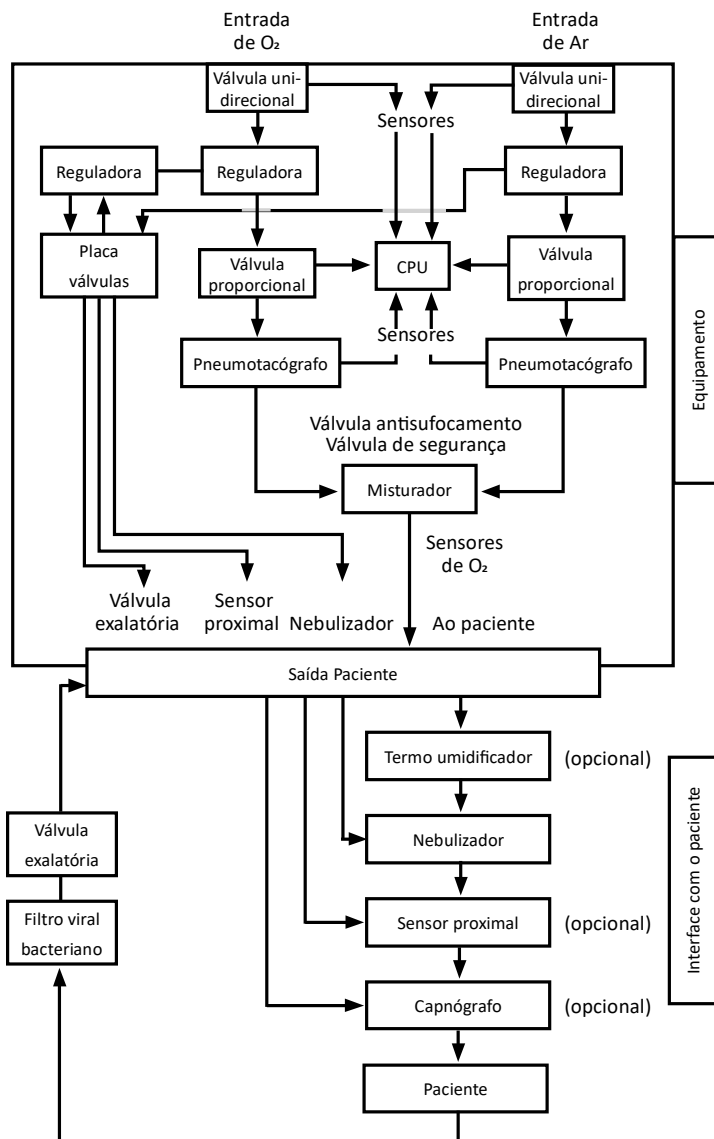 Entrada
de O₂
Entrada
de Ar
Válvula uni-
direcional
Válvula uni-
direcional
Sensores
Reguladora
Reguladora
Reguladora
Placa
válvulas
Válvula
proporcional
CPU
Válvula
proporcional
Sensores
Pneumotacógrafo
Pneumotacógrafo
Equipamento
Válvula antisufocamento
Válvula de segurança
Misturador
Sensores
de O₂
Válvula
exalatória
Sensor
proximal
Nebulizador
Ao paciente
Saída Paciente
Termo umidificador
(opcional)
Válvula
exalatória
Nebulizador
Filtro viral
bacteriano
Sensor proximal
(opcional)
Interface com o paciente
Capnógrafo
(opcional)
Paciente